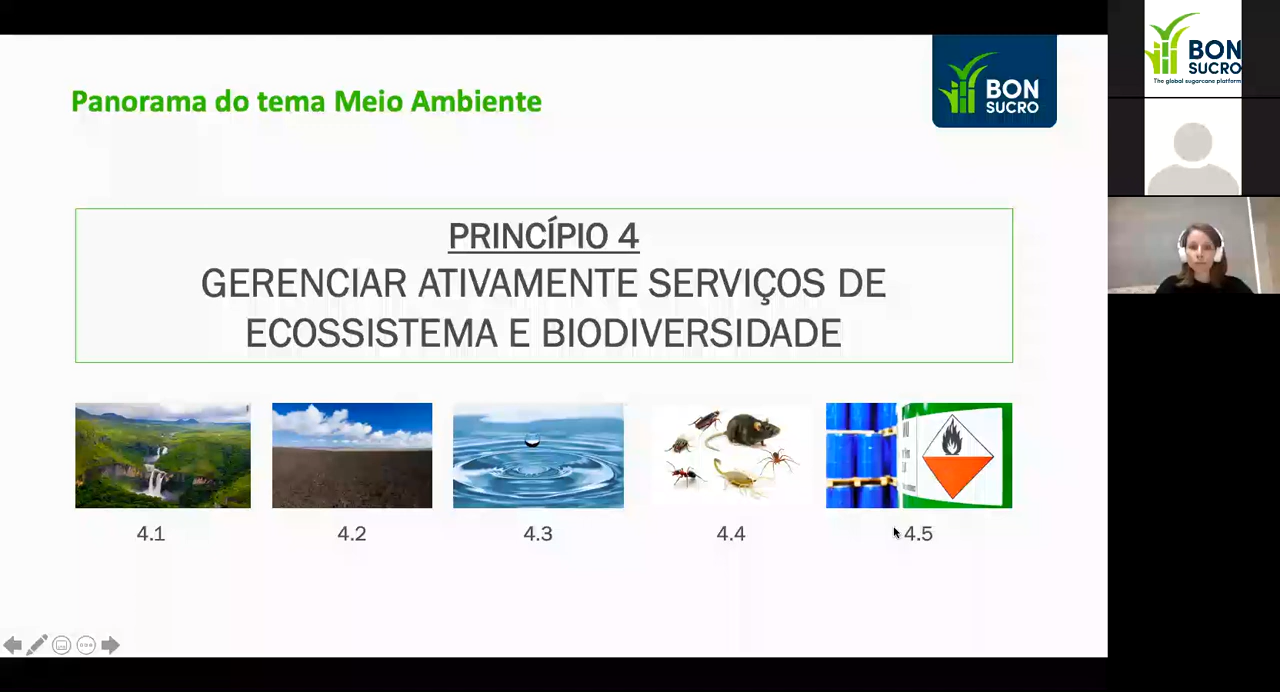 Panorama do tema Meio Ambiente
BON
SUCRO
PRINCÍPIO 4
GERENCIAR ATIVAMENTE SERVIÇOS DE
ECOSSISTEMA E BIODIVERSIDADE
4.1
4.2
4.3
4.4
4.5
BON
SUCRO
The global sugarcane platform